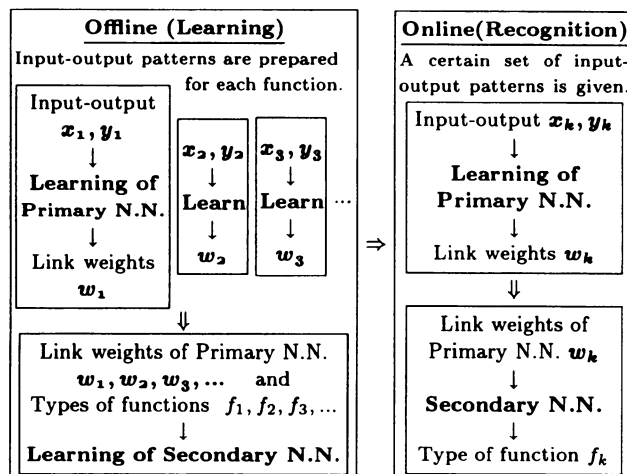 Offline (Learning)
Input-output patterns are prepared
for each function.
Input-output
x₁, y₁
↓
Learning of
Primary N.N.
↓
Link weights
w₁
x₂, y₂
↓
Learn
↓
w₂
x₃, y₃
↓
Learn
↓
w₃
...
⇓
Link weights of Primary N.N.
w₁, w₂, w₃, ... and
Types of functions f₁, f₂, f₃, ...
↓
Learning of Secondary N.N.
⇒
Online(Recognition)
A certain set of input-
output patterns is given.
Input-output xₖ, yₖ
↓
Learning of
Primary N.N.
↓
Link weights wₖ
⇓
Link weights of
Primary N.N. wₖ
↓
Secondary N.N.
↓
Type of function fₖ